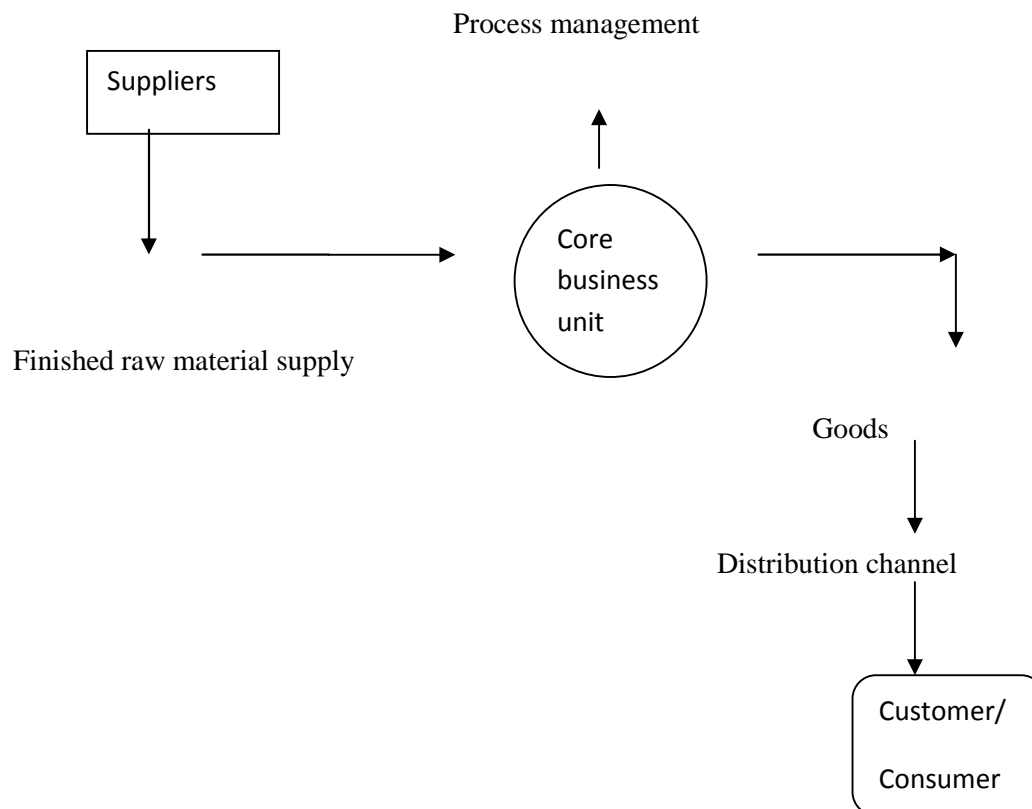 Process management
Suppliers
Core
business
unit
Finished raw material supply
Goods
Distribution channel
Customer/
Consumer